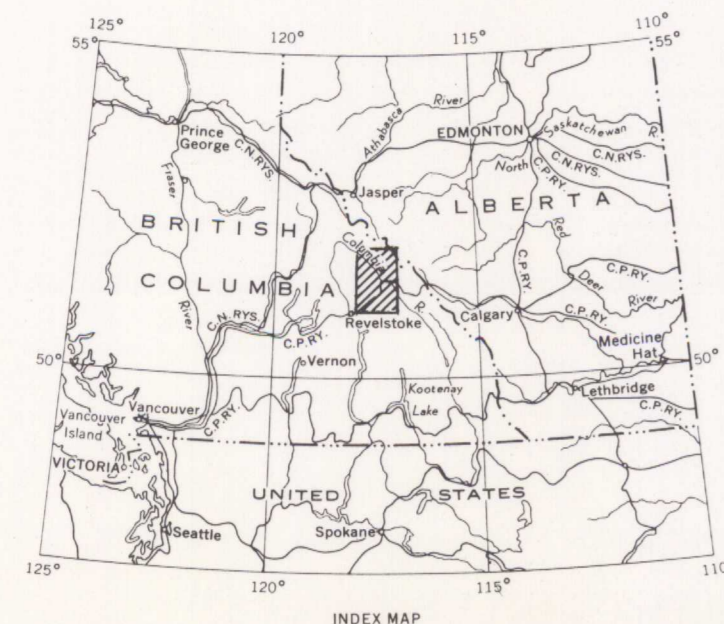 125°
120°
115°
110°
55°
55°
Prince
George
C.N.RYS.
Athabasca
River
EDMONTON
Saskatchewan
R.
C.N.RYS.
C.N.RYS.
North
C.P.RY.
Jasper
Fraser
River
BRITISH
COLUMBIA
ALBERTA
Columbia
R.
Red
Deer
River
C.P.RY.
C.P.RY.
C.P.RY.
C.N.RYS.
C.P.RY.
Revelstoke
Calgary
Medicine
Hat
50°
50°
Vernon
Kootenay
Lake
Lethbridge
C.P.RY.
Vancouver
Island
Vancouver
C.P.RY.
VICTORIA
UNITED STATES
Seattle
Spokane
125°
120°
115°
110
INDEX MAP